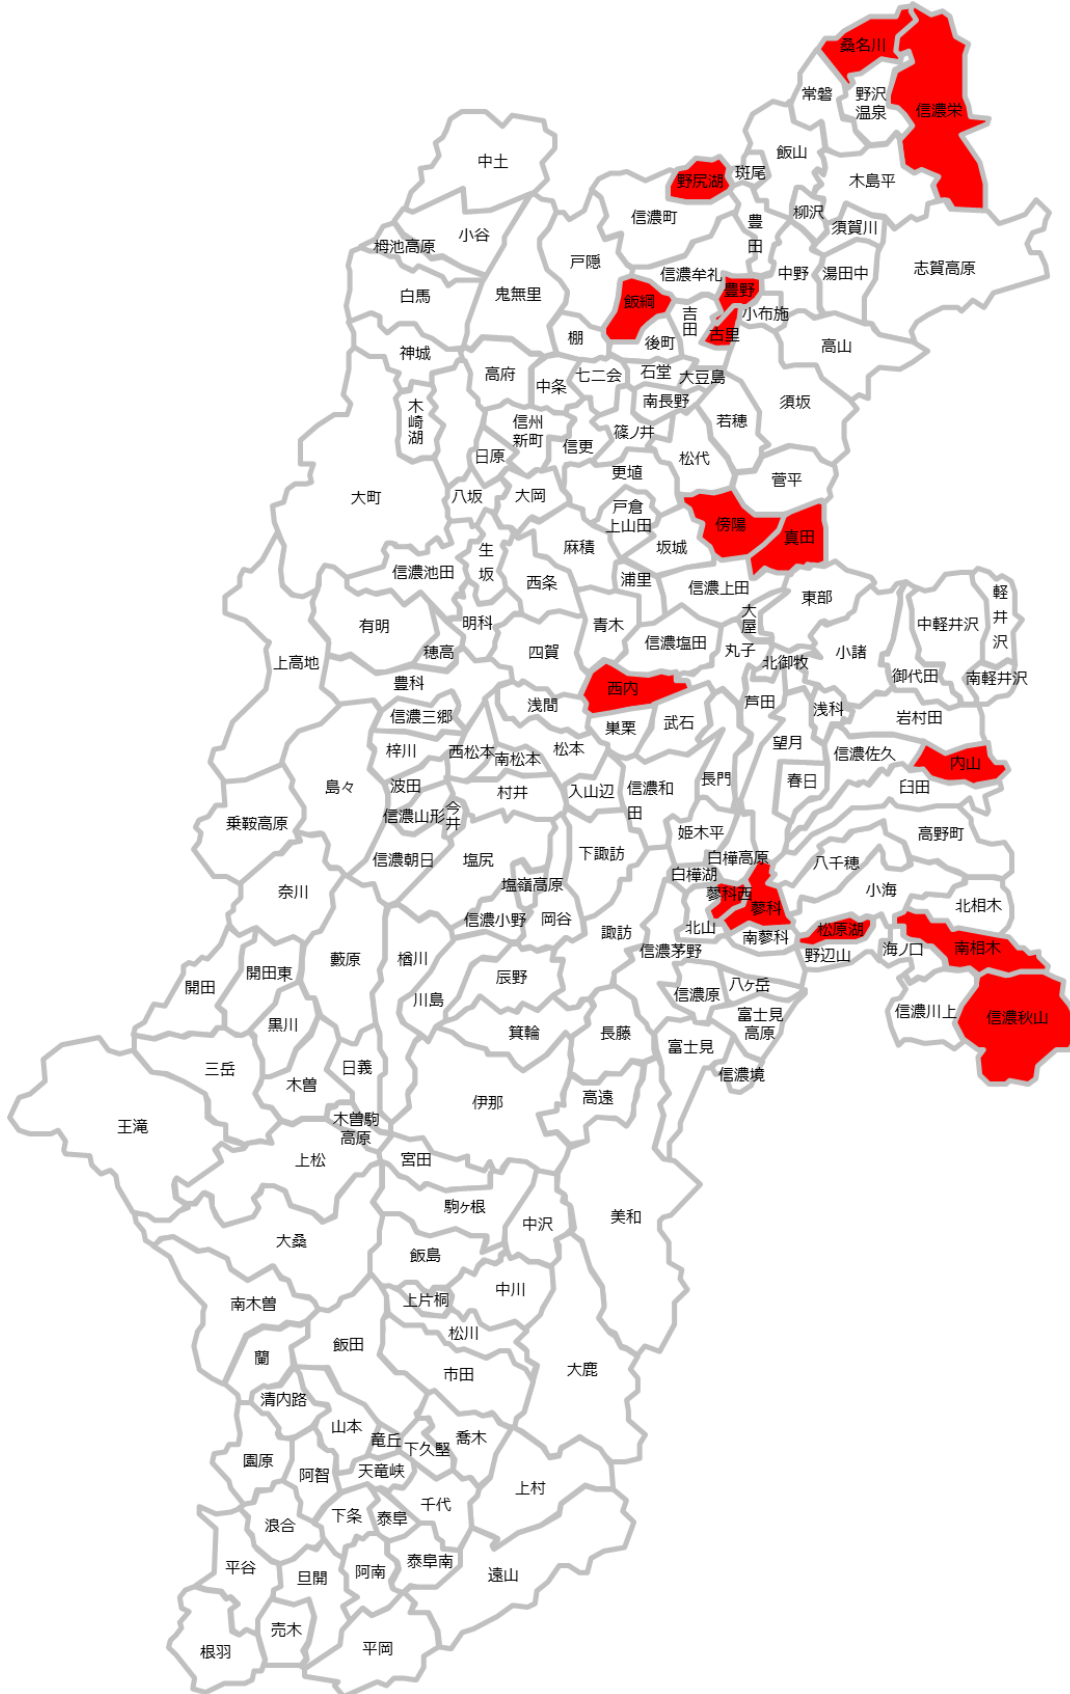 桑名川
信濃栄
常磐
野沢
温泉
中土
飯山
斑尾
野尻湖
木島平
柳沢
信濃町
須賀川
豊
田
小谷
栂池高原
戸隠
信濃牟礼
中野
湯田中
志賀高原
白馬
鬼無里
飯綱
豊野
小布施
吉
田
古里
棚
後町
高山
神城
高府
中条
七二会
石堂
大豆島
南長野
須坂
木
崎
湖
信州
新町
若穂
篠ノ井
信更
日原
松代
更埴
菅平
大町
八坂
大岡
戸倉
上山田
傍陽
真田
麻積
坂城
生
坂
信濃池田
西条
浦里
信濃上田
東部
軽
井
沢
中軽井沢
有明
明科
青木
大
屋
穂高
四賀
信濃塩田
丸子
北御牧
小諸
上高地
御代田
南軽井沢
豊科
西内
浅間
芦田
浅科
岩村田
信濃三郷
巣栗
武石
梓川
西松本
南松本
松本
望月
信濃佐久
内山
島々
波田
村井
入山辺
信濃和
田
長門
春日
臼田
信濃山形
今
井
乗鞍高原
姫木平
高野町
信濃朝日
塩尻
下諏訪
白樺高原
八千穂
白樺湖
奈川
塩嶺高原
蓼科西
小海
蓼科
北相木
信濃小野
岡谷
諏訪
北山
南蓼科
松原湖
信濃茅野
野辺山
海ノ口
南相木
藪原
楢川
開田東
開田
辰野
川島
信濃原
八ヶ岳
信濃川上
信濃秋山
黒川
箕輪
長藤
富士見
高原
富士見
三岳
日義
木曽
信濃境
伊那
高遠
王滝
木曽駒
高原
上松
宮田
駒ヶ根
中沢
美和
大桑
飯島
中川
南木曽
上片桐
松川
飯田
蘭
市田
大鹿
清内路
山本
竜丘
下久堅
喬木
園原
阿智
天竜峡
上村
千代
下条
泰阜
浪合
平谷
旦開
阿南
泰阜南
遠山
売木
根羽
平岡